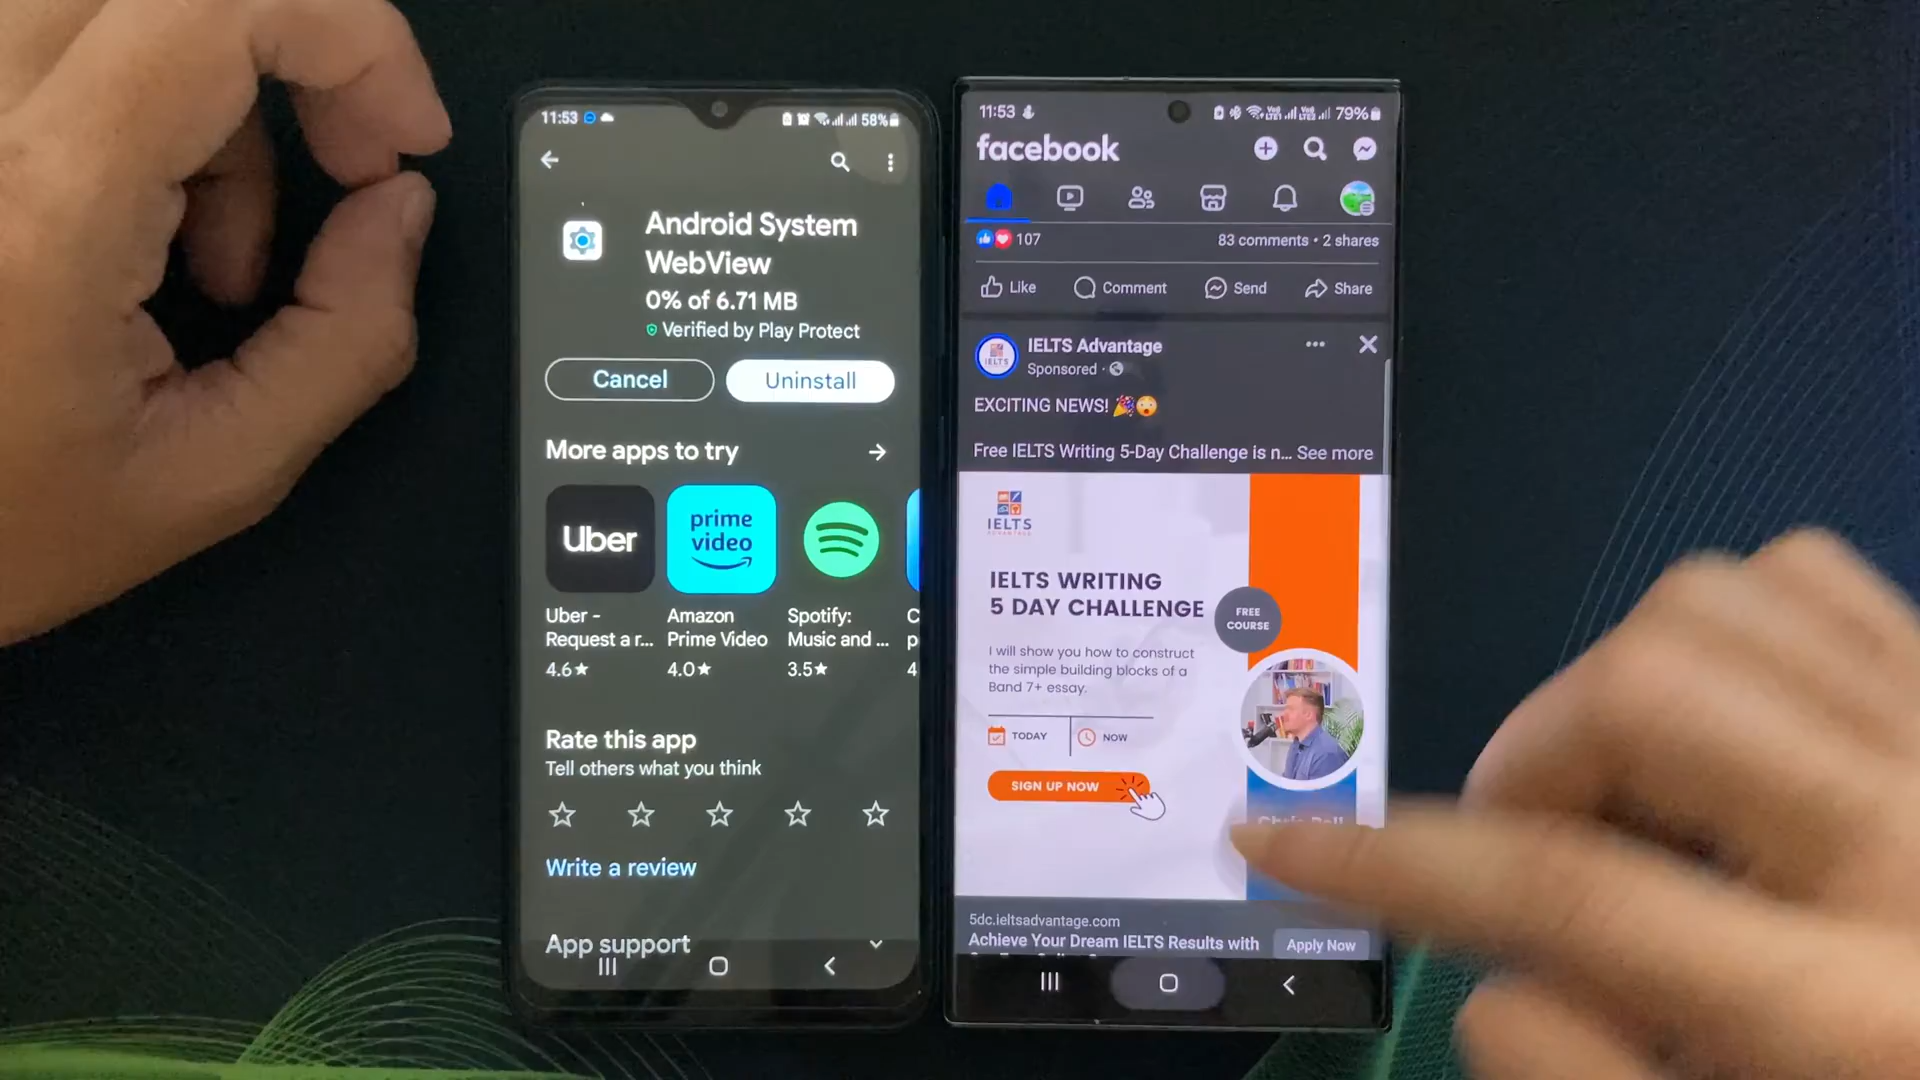 11:53
58%
Android System
WebView
0% of 6.71 MB
Verified by Play Protect
Cancel
Uninstall
More apps to try
Uber
prime
video
Uber -
Request a r...
4.6★
Amazon
Prime Video
4.0★
Spotify:
Music and ...
3.5★
C
p
4
Rate this app
Tell others what you think
Write a review
App support
11:53
79%
facebook
107
83 comments • 2 shares
Like
Comment
Send
Share
IELTS Advantage
Sponsored ·
EXCITING NEWS! 🎉😳
Free IELTS Writing 5-Day Challenge is n... See more
IELTS
ADVANTAGE
IELTS WRITING
5 DAY CHALLENGE
FREE
COURSE
I will show you how to construct
the simple building blocks of a
Band 7+ essay.
TODAY
NOW
SIGN UP NOW
5dc.ieltsadvantage.com
Achieve Your Dream IELTS Results with
Apply Now